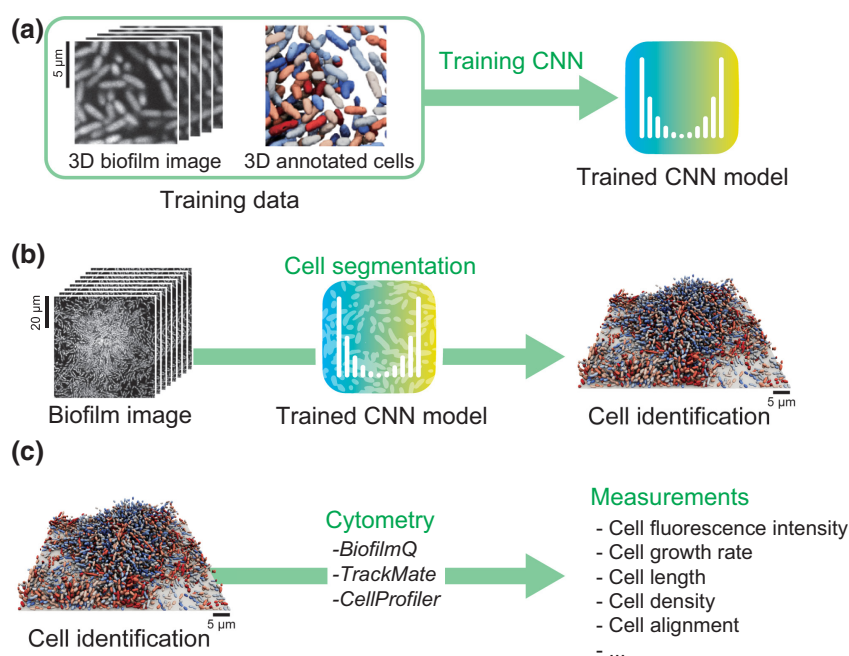 (a)
5 µm
3D biofilm image
3D annotated cells
Training data
Training CNN
Trained CNN model
(b)
20 µm
Biofilm image
Cell segmentation
Trained CNN model
5 µm
Cell identification
(c)
5 µm
Cell identification
Cytometry
-BiofilmQ
-TrackMate
-CellProfiler
Measurements
- Cell fluorescence intensity
- Cell growth rate
- Cell length
- Cell density
- Cell alignment
- ...